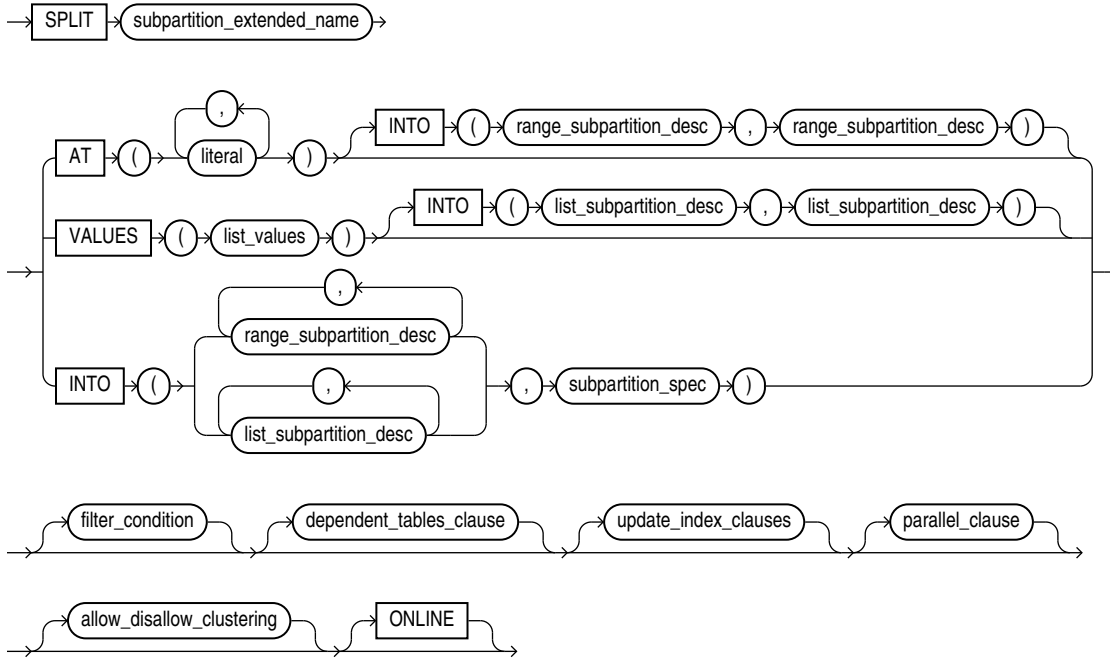 SPLIT subpartition_extended_name
,
INTO ( range_subpartition_desc , range_subpartition_desc )
AT ( literal )
INTO ( list_subpartition_desc , list_subpartition_desc )
VALUES ( list_values )
,
range_subpartition_desc
INTO ( , , subpartition_spec )
list_subpartition_desc
filter_condition dependent_tables_clause update_index_clauses parallel_clause
allow_disallow_clustering ONLINE